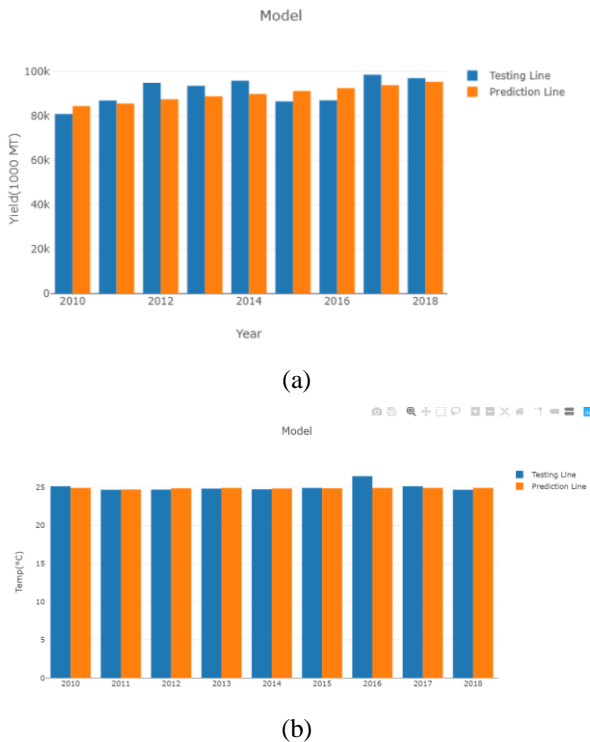 Model
100k
80k
60k
40k
20k
0
Yield(1000 MT)
2010 2012 2014 2016 2018
Year
Testing Line
Prediction Line
(a)
Model
25
20
15
10
5
0
Temp(°C)
2010 2011 2012 2013 2014 2015 2016 2017 2018
Testing Line
Prediction Line
(b)